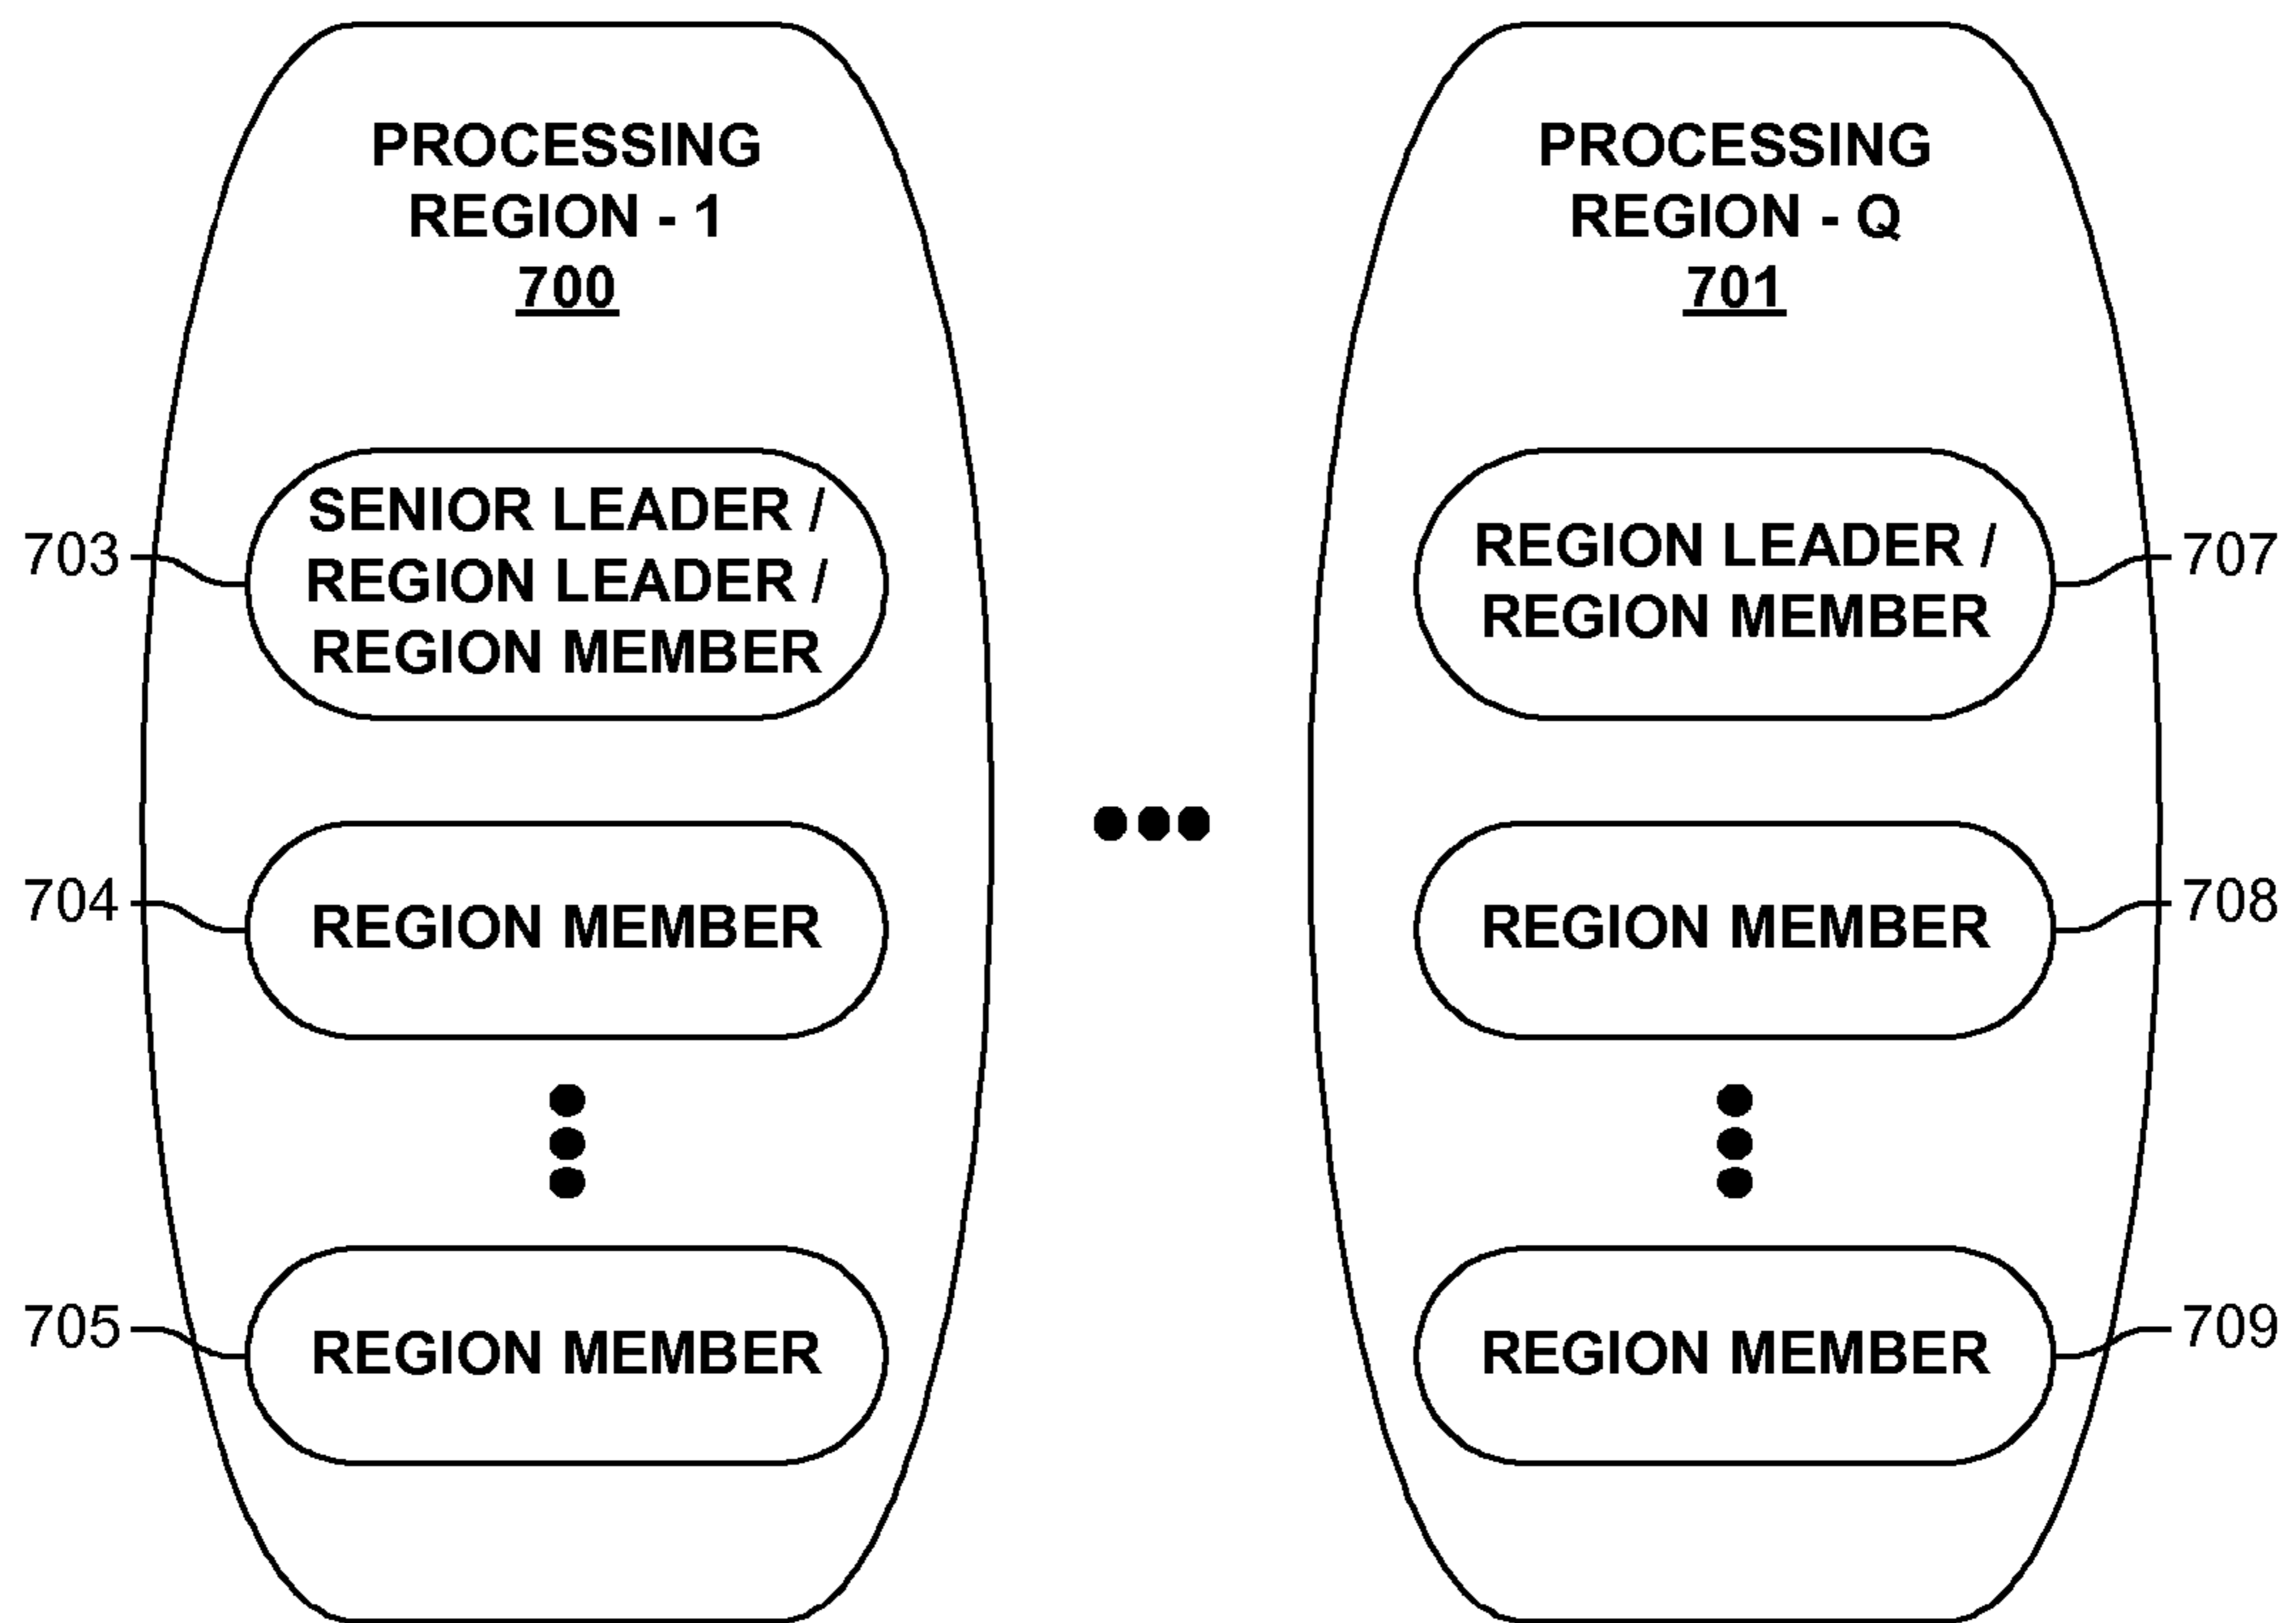 PROCESSING
REGION - 1
700
703
SENIOR LEADER /
REGION LEADER /
REGION MEMBER
704
REGION MEMBER
705
REGION MEMBER
PROCESSING
REGION - Q
701
REGION LEADER /
REGION MEMBER
707
REGION MEMBER
708
REGION MEMBER
709